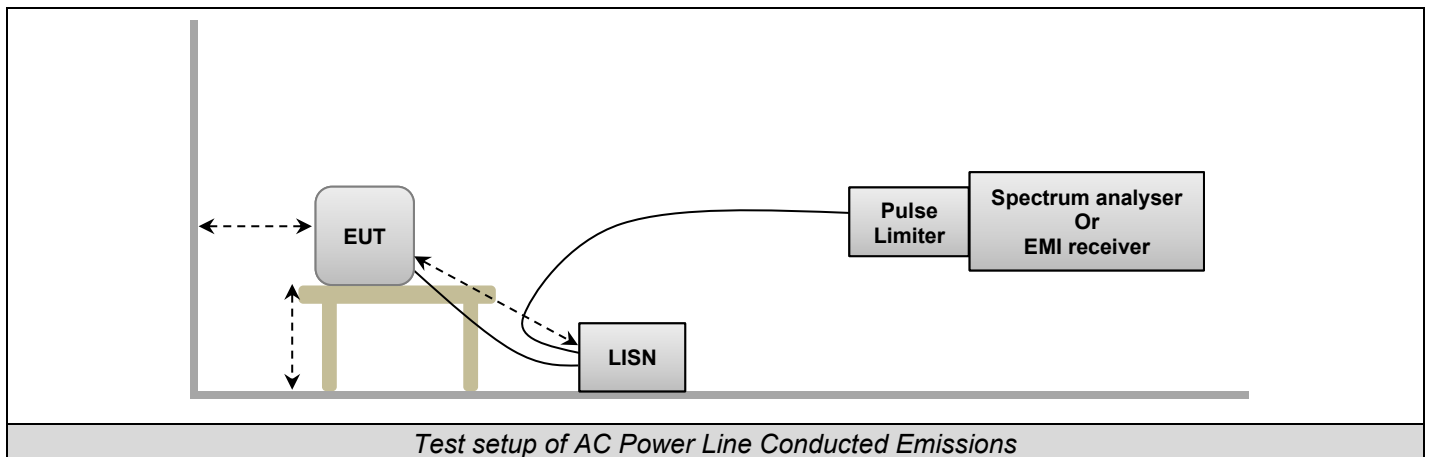 EUT
LISN
Pulse
Limiter
Spectrum analyser
Or
EMI receiver
Test setup of AC Power Line Conducted Emissions